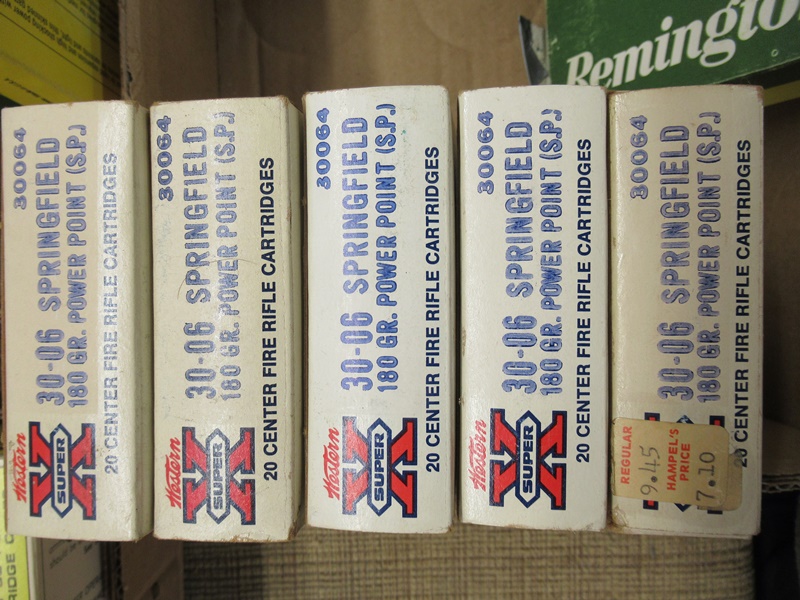 Remington
30064
30-06 SPRINGFIELD
180 GR. POWER POINT (S.P.)
20 CENTER FIRE RIFLE CARTRIDGES
Western
SUPER
X
30064
30-06 SPRINGFIELD
180 GR. POWER POINT (S.P.)
20 CENTER FIRE RIFLE CARTRIDGES
Western
SUPER
X
30064
30-06 SPRINGFIELD
180 GR. POWER POINT (S.P.)
20 CENTER FIRE RIFLE CARTRIDGES
Western
SUPER
X
30064
30-06 SPRINGFIELD
180 GR. POWER POINT (S.P.)
20 CENTER FIRE RIFLE CARTRIDGES
Western
SUPER
X
30064
30-06 SPRINGFIELD
180 GR. POWER POINT (S.P.)
20 CENTER FIRE RIFLE CARTRIDGES
REGULAR
9.45
HAMPEL'S
PRICE
7.10